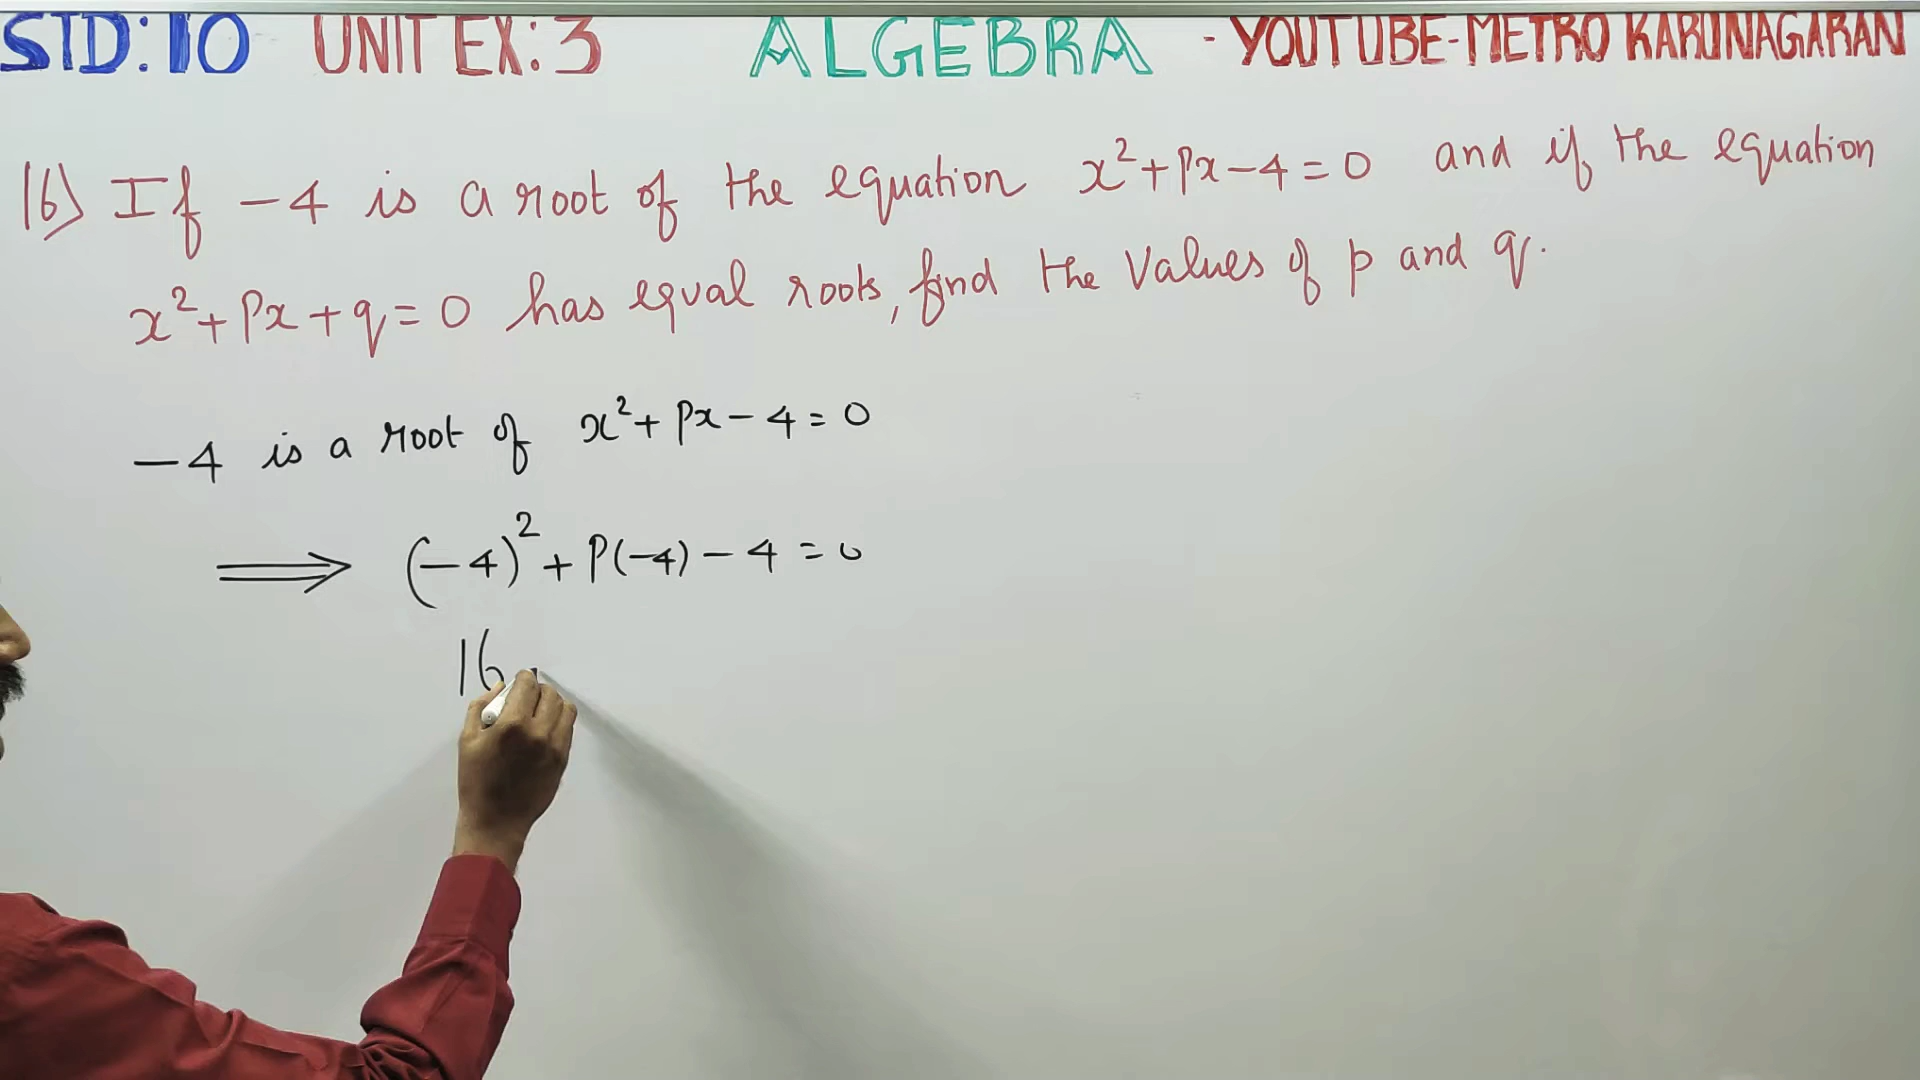 STD:10 UNIT EX:3 ALGEBRA - YOUTUBE-METRO KARUNAGARAN
16) If -4 is a root of the equation x²+px-4=0 and if the equation
x²+px+q=0 has equal roots, find the values of p and q.
-4 is a root of x²+px-4=0
⟹ (-4)²+p(-4)-4=0
16